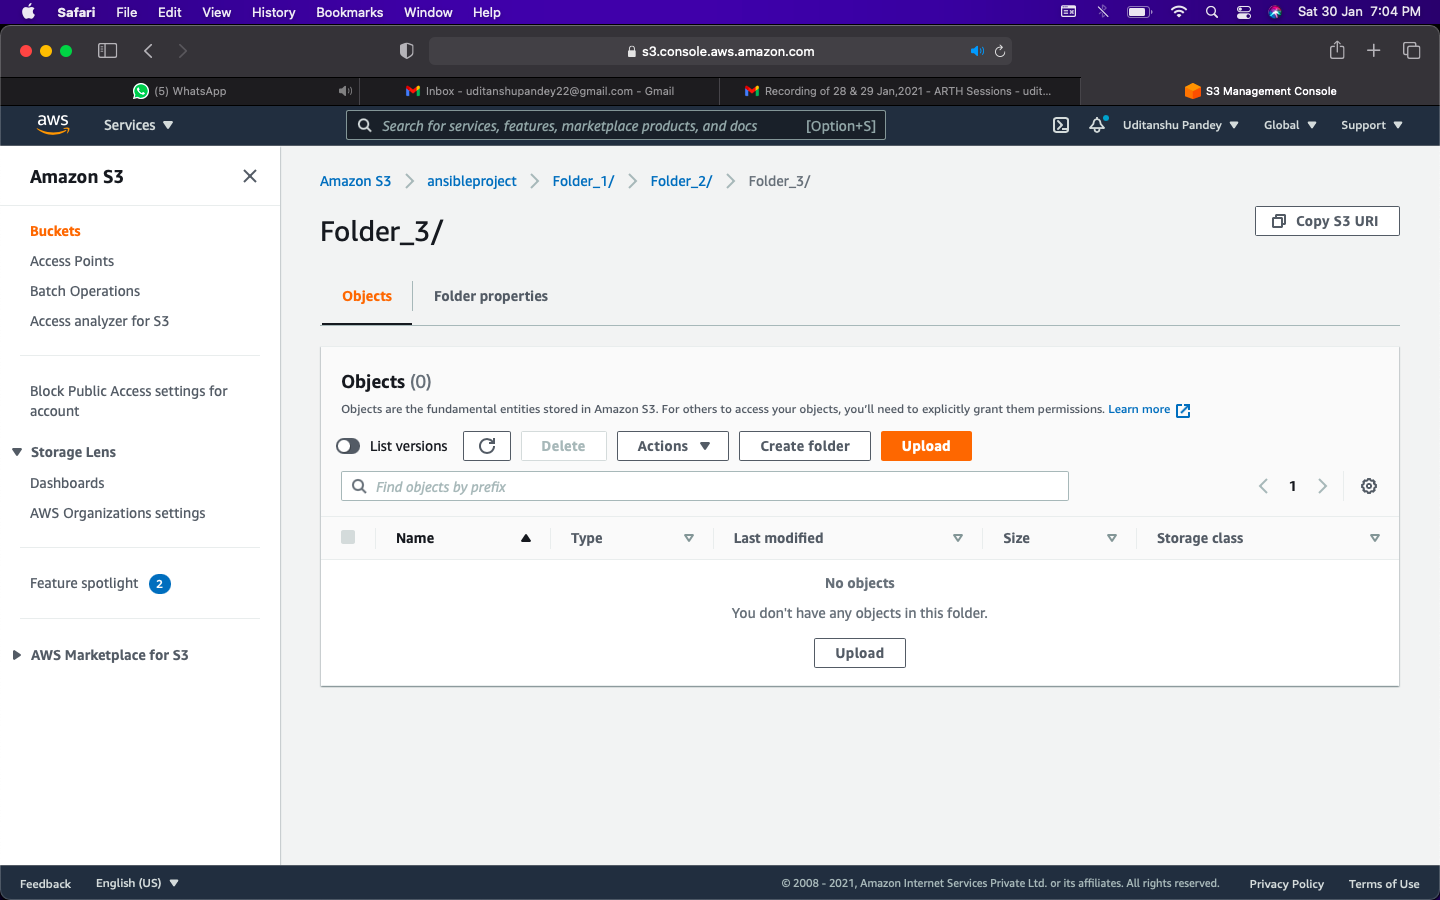 Safari File Edit View History Bookmarks Window Help Sat 30 Jan 7:04 PM
s3.console.aws.amazon.com
(5) WhatsApp
Inbox - uditanshupandey22@gmail.com - Gmail
Recording of 28 & 29 Jan,2021 - ARTH Sessions - udit...
S3 Management Console
aws Services Search for services, features, marketplace products, and docs [Option+S] Uditanshu Pandey Global Support
Amazon S3
Buckets
Access Points
Batch Operations
Access analyzer for S3
Block Public Access settings for
account
Storage Lens
Dashboards
AWS Organizations settings
Feature spotlight 2
AWS Marketplace for S3
Amazon S3 ansibleproject Folder_1/ Folder_2/ Folder_3/
Folder_3/
Copy S3 URI
Objects Folder properties
Objects (0)
Objects are the fundamental entities stored in Amazon S3. For others to access your objects, you'll need to explicitly grant them permissions. Learn more
List versions Delete Actions Create folder Upload
Find objects by prefix 1
Name Type Last modified Size Storage class
No objects
You don't have any objects in this folder.
Upload
Feedback English (US) © 2008 - 2021, Amazon Internet Services Private Ltd. or its affiliates. All rights reserved. Privacy Policy Terms of Use